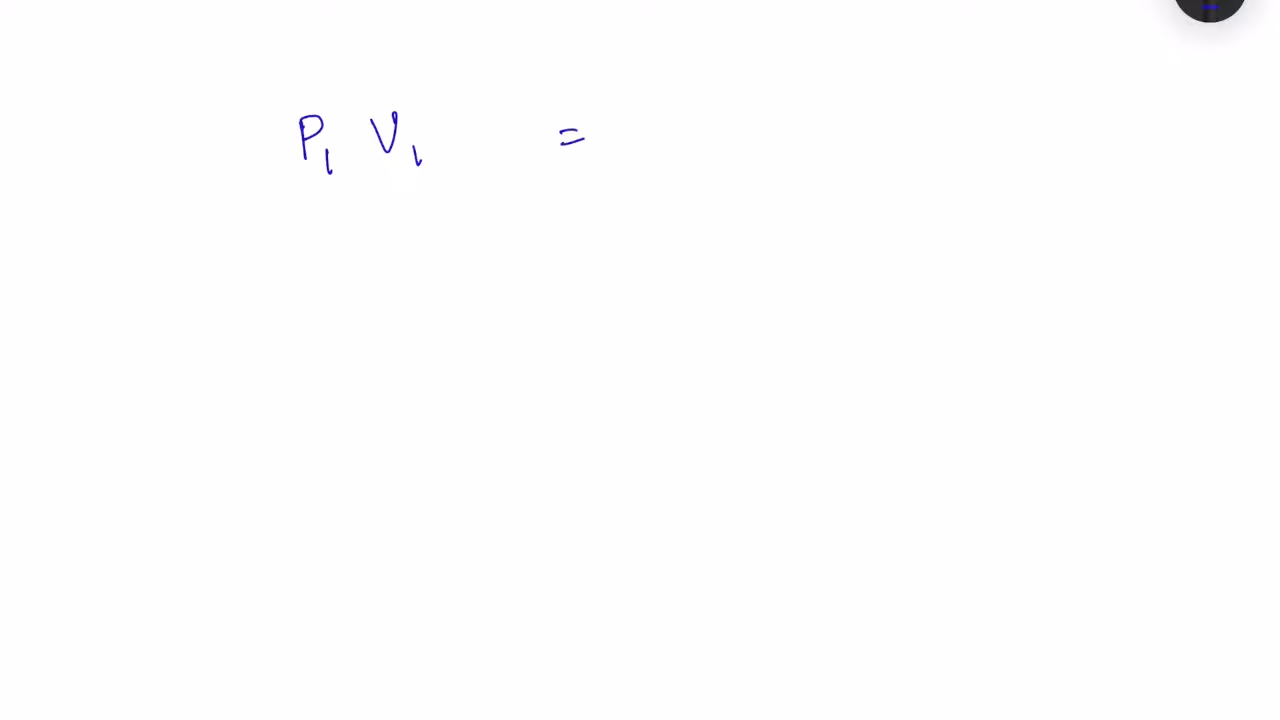 P₁ V₁ =